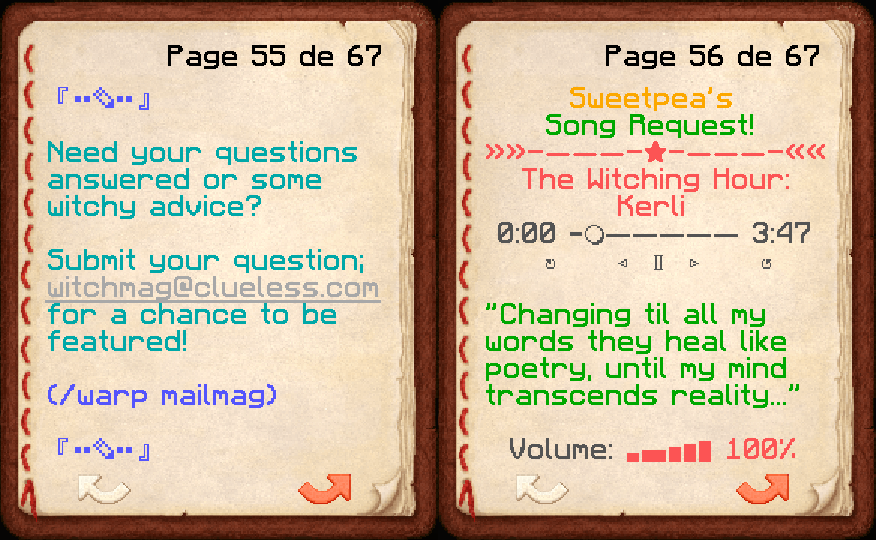 Page 55 de 67
『··✎··』
Need your questions
answered or some
witchy advice?
Submit your question;
witchmag@clueless.com
for a chance to be
featured!
(/warp mailmag)
『··✎··』
Page 56 de 67
Sweetpea's
Song Request!
»»-————-★-————-««
The Witching Hour:
Kerli
0:00 -○————— 3:47
↻ ◁ II ▷ ↺
"Changing til all my
words they heal like
poetry, until my mind
transcends reality..."
Volume: ▄▅▆▇█ 100%